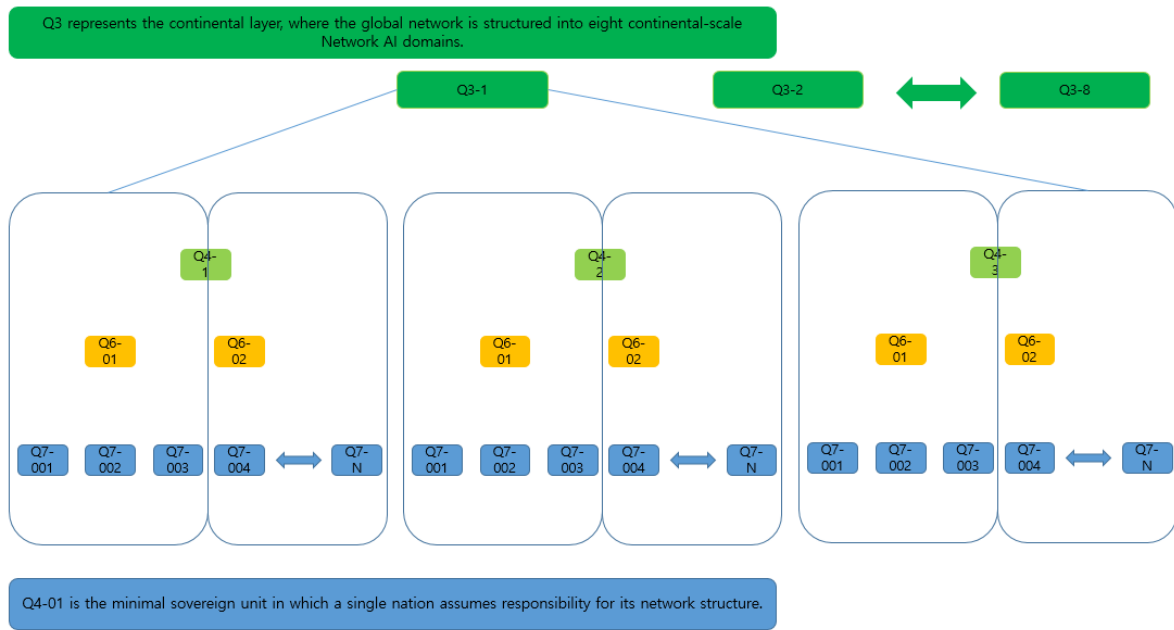 Q3 represents the continental layer, where the global network is structured into eight continental-scale
Network AI domains.
Q3-1
Q3-2
Q3-8
Q4-
1
Q4-
2
Q4-
3
Q6-
01
Q6-
02
Q6-
01
Q6-
02
Q6-
01
Q6-
02
Q7-
001
Q7-
002
Q7-
003
Q7-
004
Q7-
N
Q7-
001
Q7-
002
Q7-
003
Q7-
004
Q7-
N
Q7-
001
Q7-
002
Q7-
003
Q7-
004
Q7-
N
Q4-01 is the minimal sovereign unit in which a single nation assumes responsibility for its network structure.